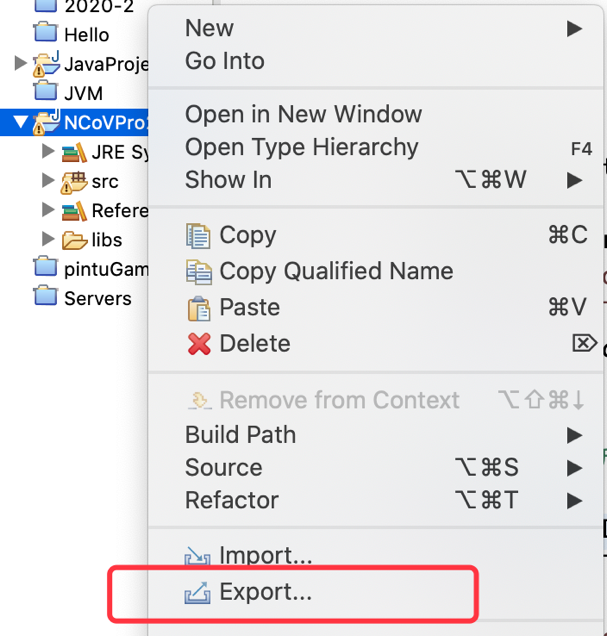 2020-2
Hello
JavaProje
JVM
NCoVPro
JRE Sy
src
Refere
libs
pintuGam
Servers
New
Go Into
Open in New Window
Open Type Hierarchy F4
Show In ⌥⌘W
Copy ⌘C
Copy Qualified Name
Paste ⌘V
Delete ⌦
Remove from Context ⌥⇧⌘↓
Build Path
Source ⌥⌘S
Refactor ⌥⌘T
Import...
Export...